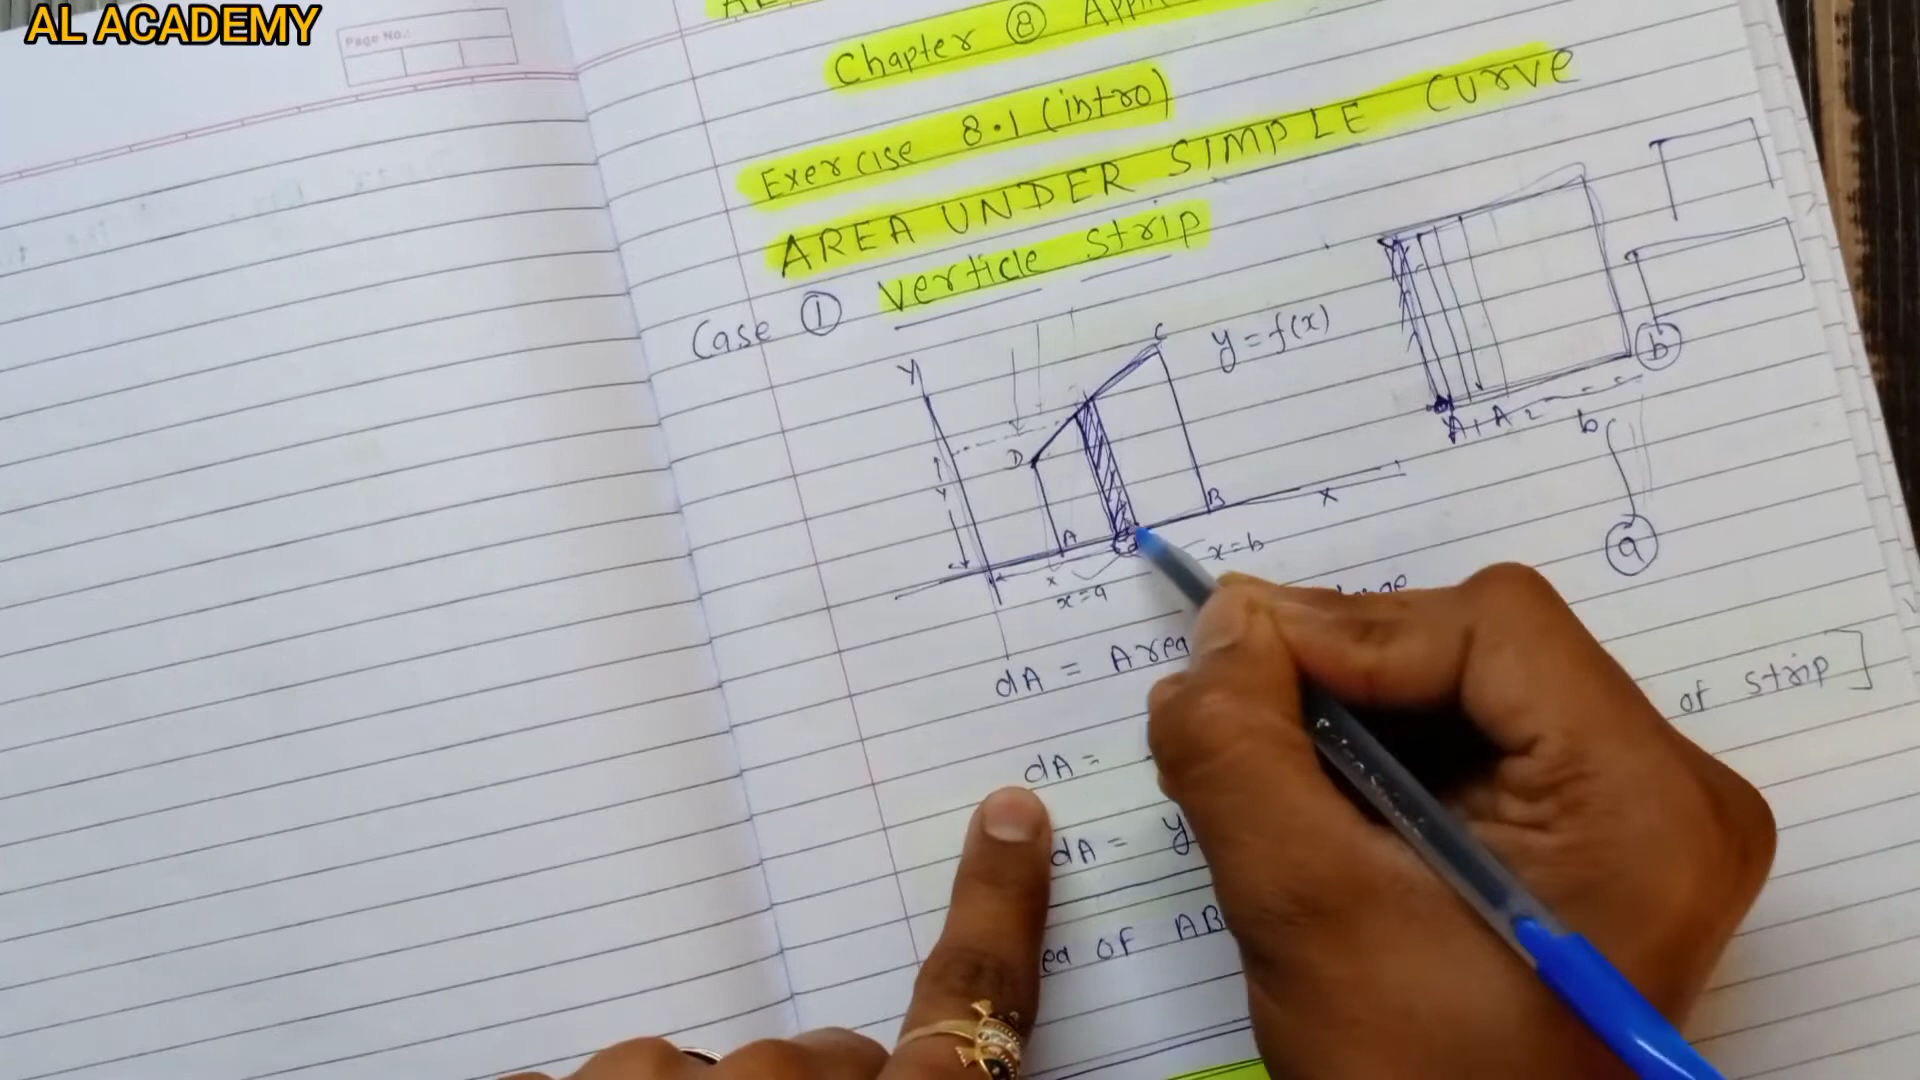 AL ACADEMY
Page No.:
Chapter 8
Exercise 8.1 (intro)
AREA UNDER SIMPLE CURVE
Case 1 Verticle strip
y = f(x)
Y
C
D
Y
A
B
X
x
x=a
x=b
b
A1 A2
b
a
dA = Area
of strip]
dA =
dA = y
OF AB